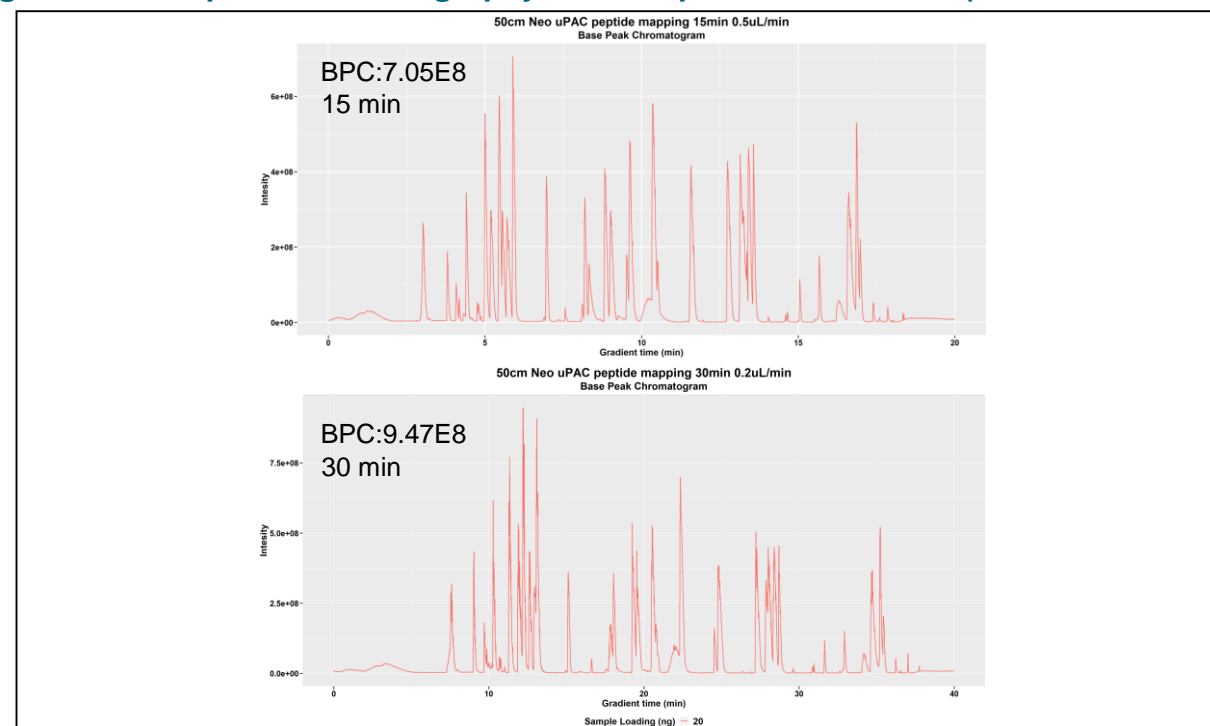 50cm Neo uPAC peptide mapping 15min 0.5uL/min
Base Peak Chromatogram
BPC:7.05E8
15 min
6e+08
4e+08
2e+08
0e+00
Intesity
0 5 10 15 20
Gradient time (min)
50cm Neo uPAC peptide mapping 30min 0.2uL/min
Base Peak Chromatogram
BPC:9.47E8
30 min
7.5e+08
5.0e+08
2.5e+08
0.0e+00
Intesity
0 10 20 30 40
Gradient time (min)
Sample Loading (ng) 20